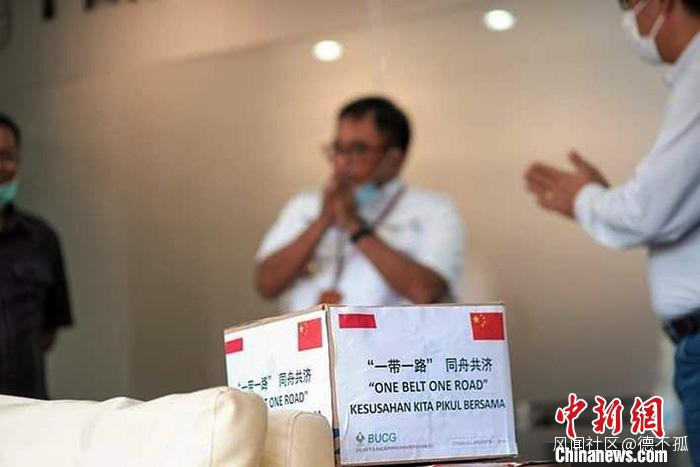 “一带一路” 同舟共济
“ONE BELT ONE ROAD”
KESUSAHAN KITA PIKUL BERSAMA
BUCG
“一带一路” 同舟共济
BELT ONE ROAD”
中新网
风闻社区@德不孤
Chinanews.com